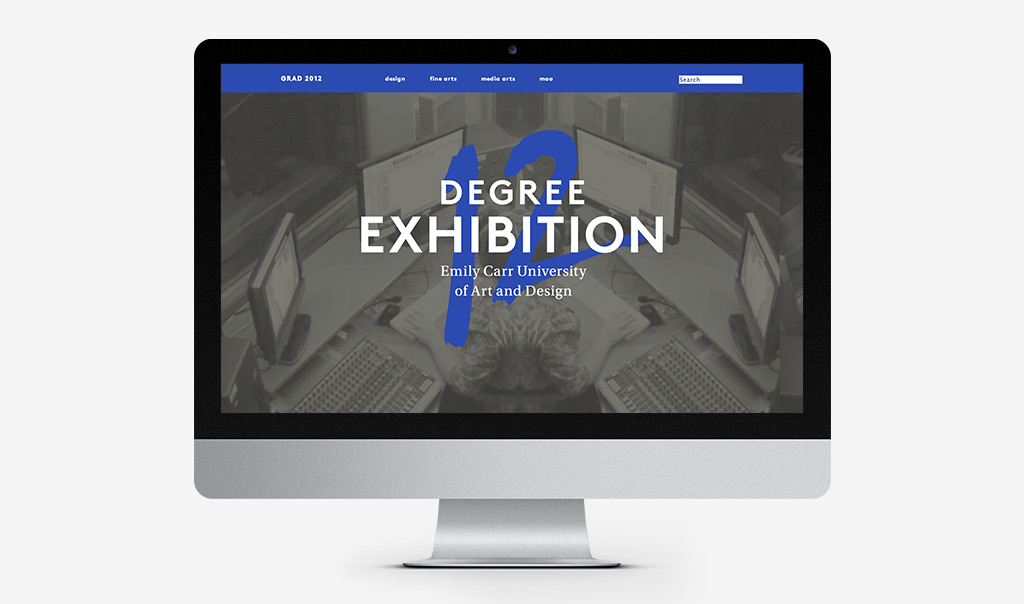 GRAD 2012 design fine arts media arts maa Search
12
DEGREE
EXHIBITION
Emily Carr University
of Art and Design